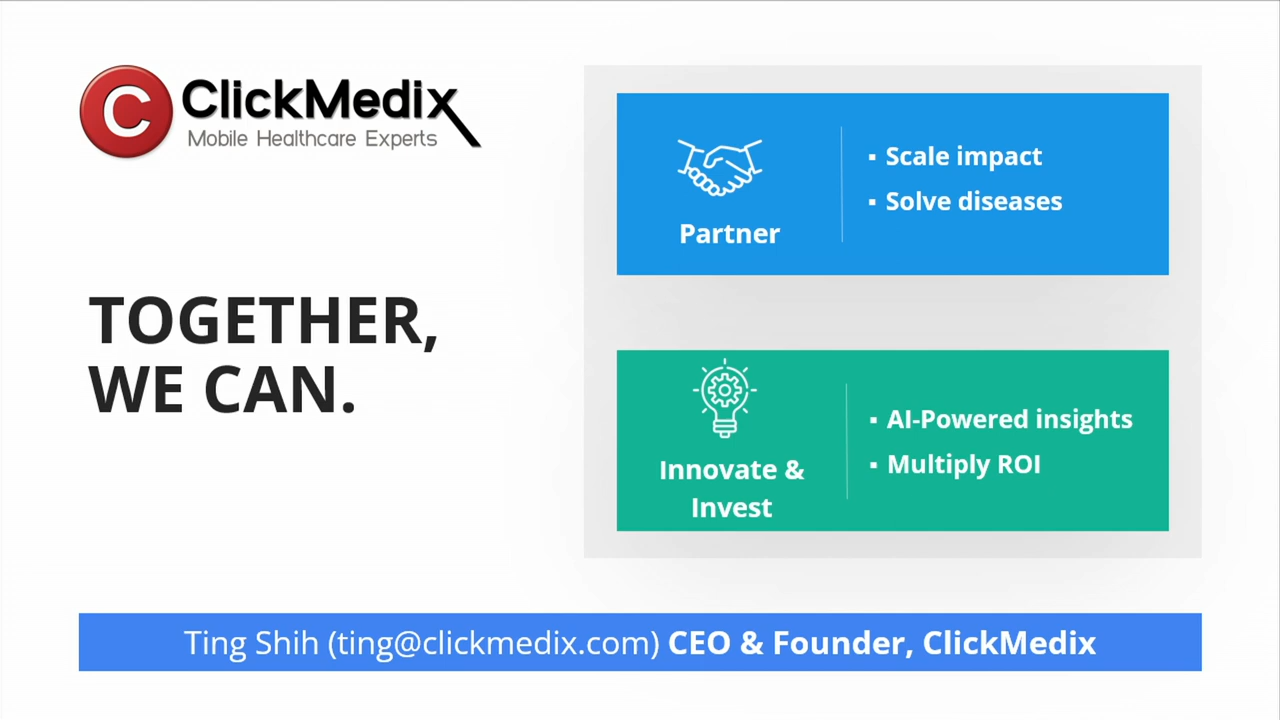 C ClickMedix
Mobile Healthcare Experts
TOGETHER,
WE CAN.
Partner
▪ Scale impact
▪ Solve diseases
Innovate &
Invest
▪ AI-Powered insights
▪ Multiply ROI
Ting Shih (ting@clickmedix.com) CEO & Founder, ClickMedix